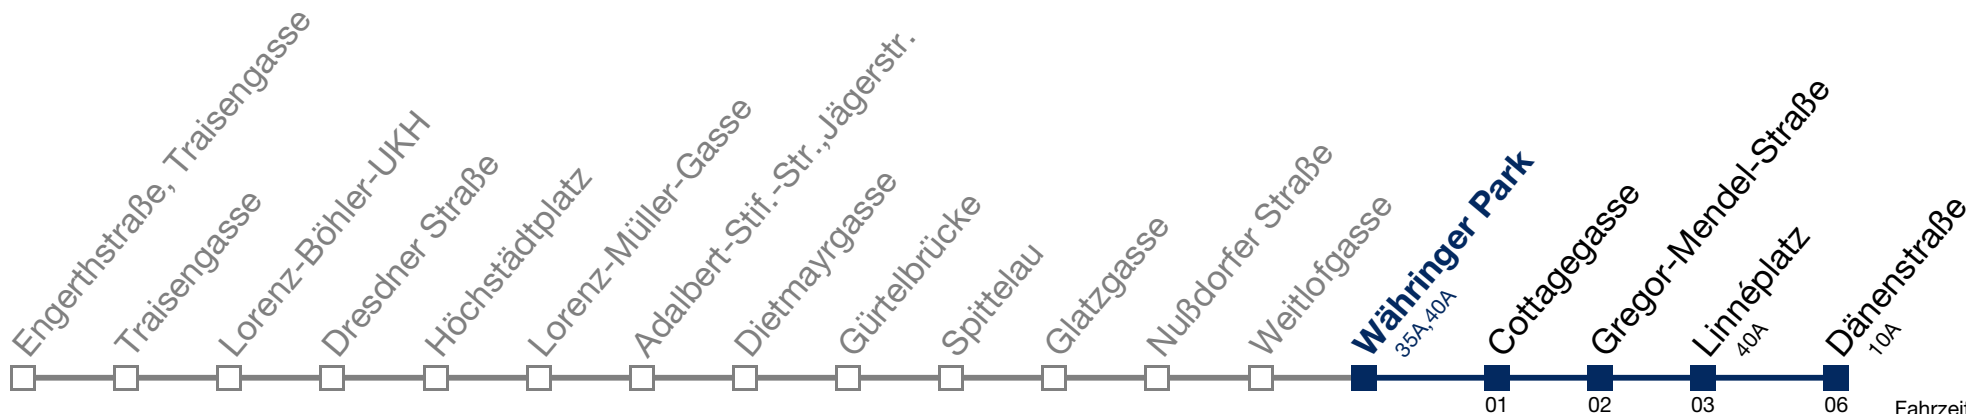 Engerthstraße, Traisengasse
Traisengasse
Lorenz-Böhler-UKH
Dresdner Straße
Höchstädtplatz
Lorenz-Müller-Gasse
Adalbert-Stif.-Str.,Jägerstr.
Dietmayrgasse
Gürtelbrücke
Spittelau
Glatzgasse
Nußdorfer Straße
Weitlofgasse
Währinger Park
35A,40A
Cottagegasse
Gregor-Mendel-Straße
Linnéplatz
40A
Dänenstraße
10A
01 02 03 06 Fahrzeit